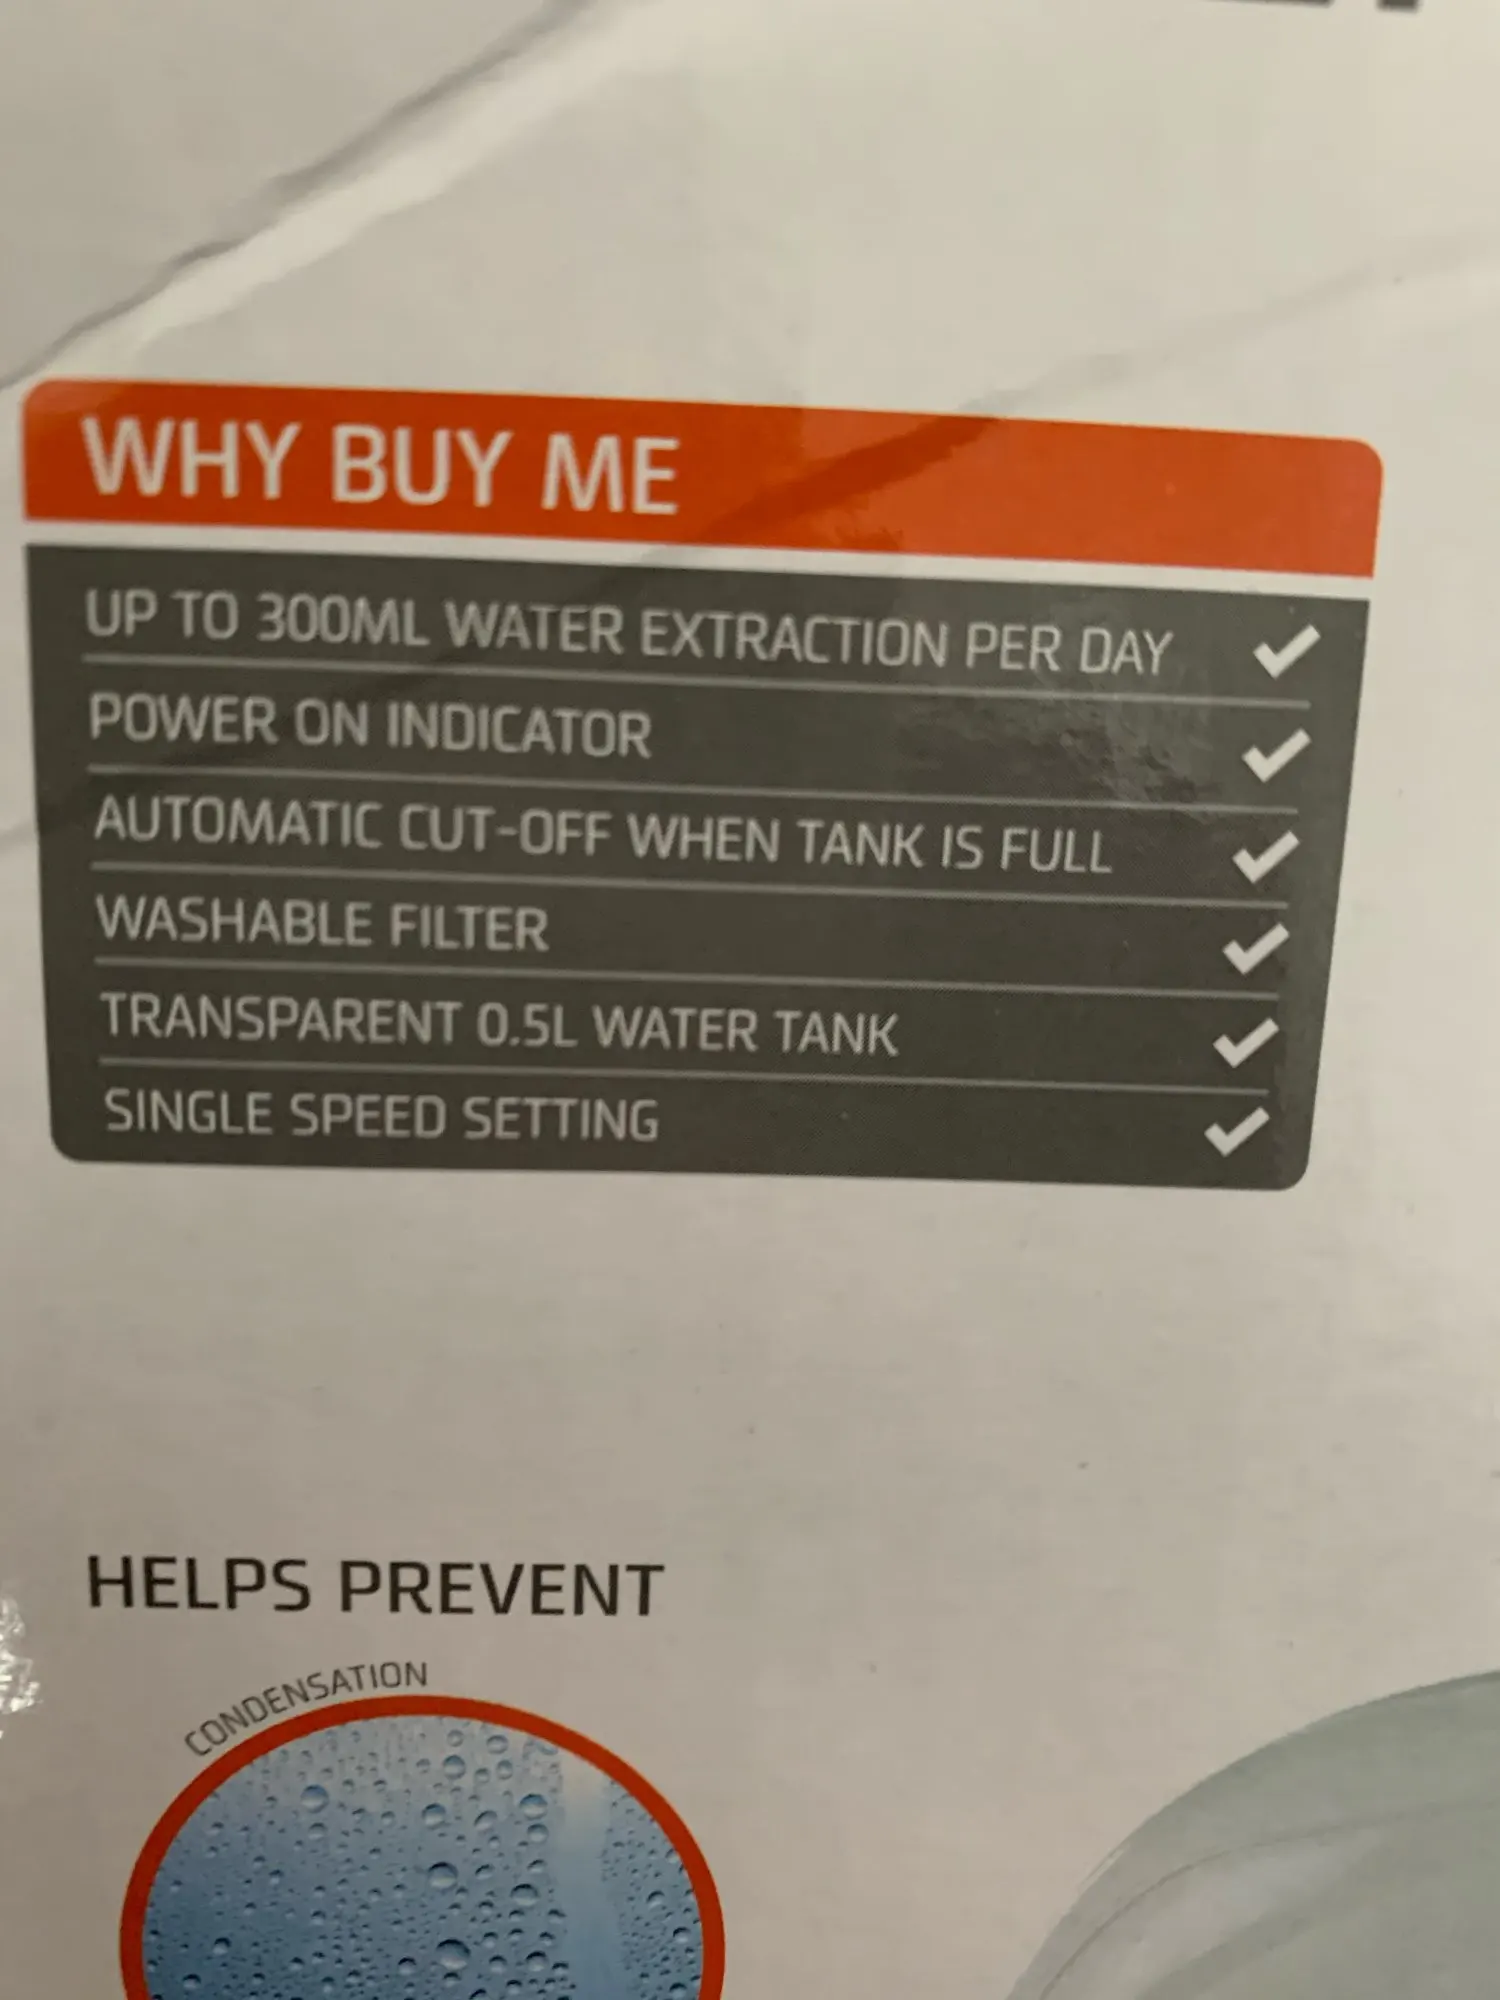 WHY BUY ME
UP TO 300ML WATER EXTRACTION PER DAY
POWER ON INDICATOR
AUTOMATIC CUT-OFF WHEN TANK IS FULL
WASHABLE FILTER
TRANSPARENT 0.5L WATER TANK
SINGLE SPEED SETTING
HELPS PREVENT
CONDENSATION